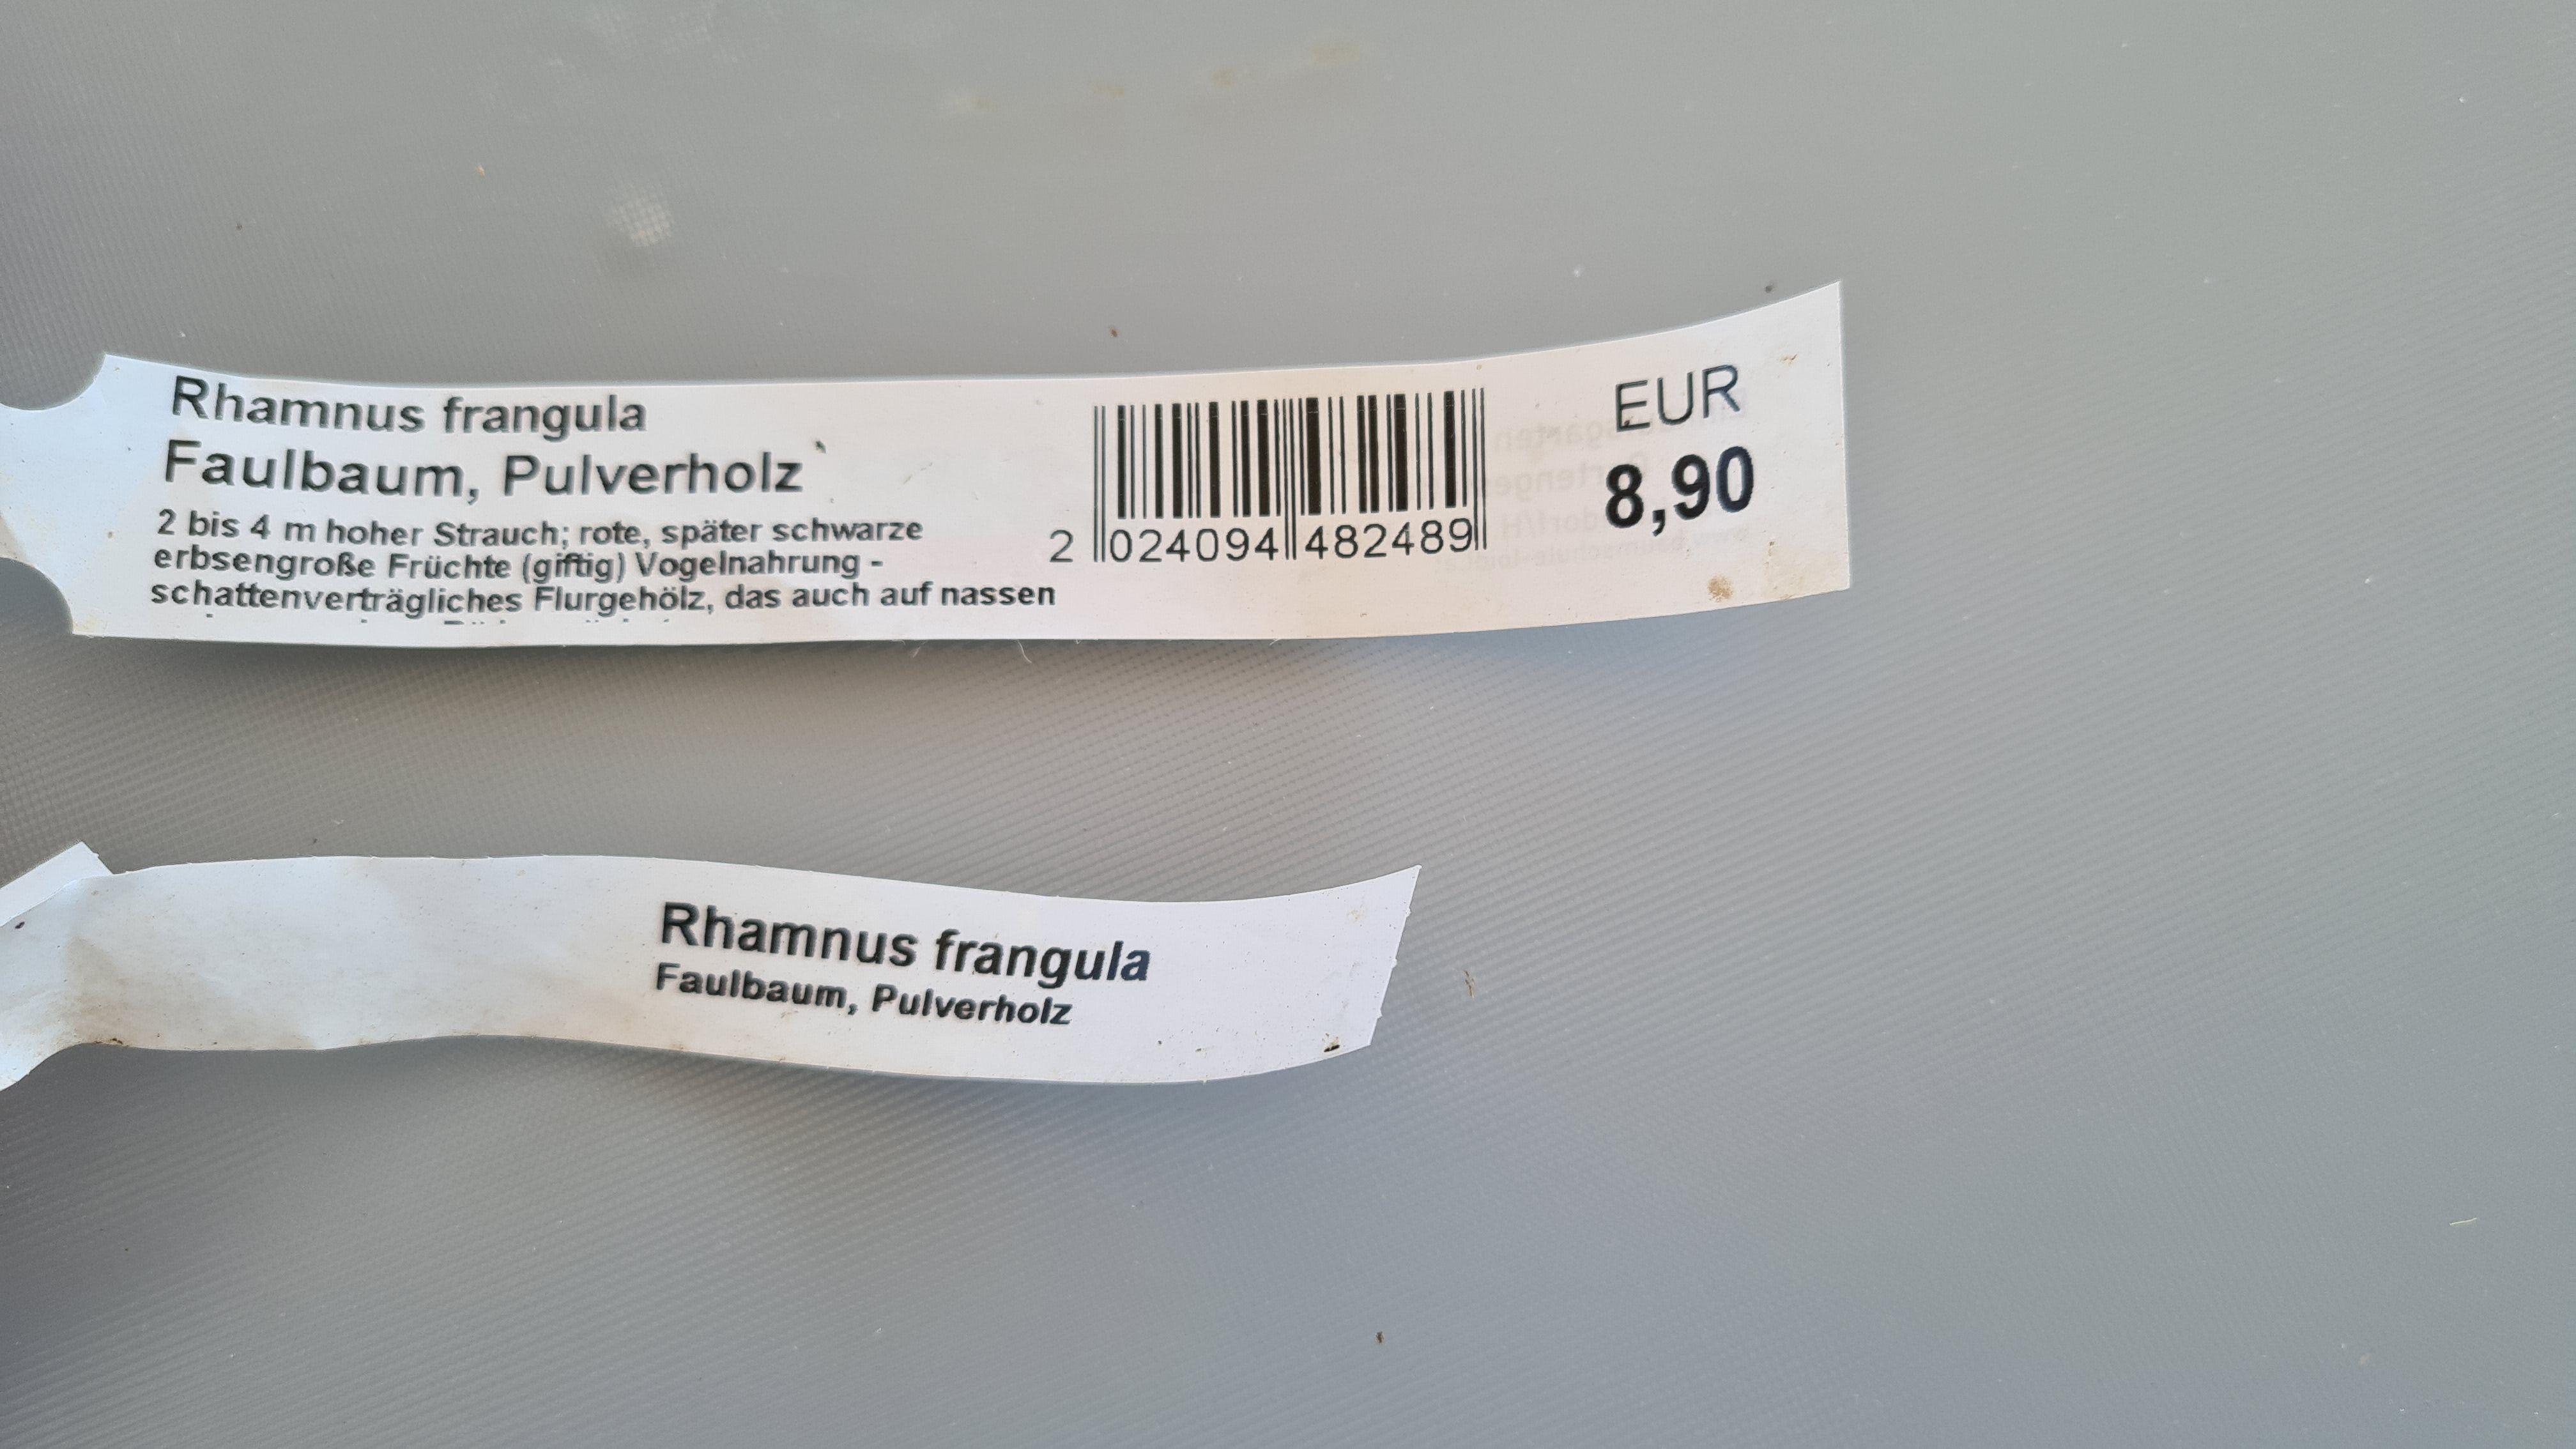 Rhamnus frangula
Faulbaum, Pulverholz
2 bis 4 m hoher Strauch; rote, später schwarze
erbsengroße Früchte (giftig) Vogelnahrung -
schattenverträgliches Flurgehölz, das auch auf nassen
2 024094 482489
EUR
8,90
Rhamnus frangula
Faulbaum, Pulverholz